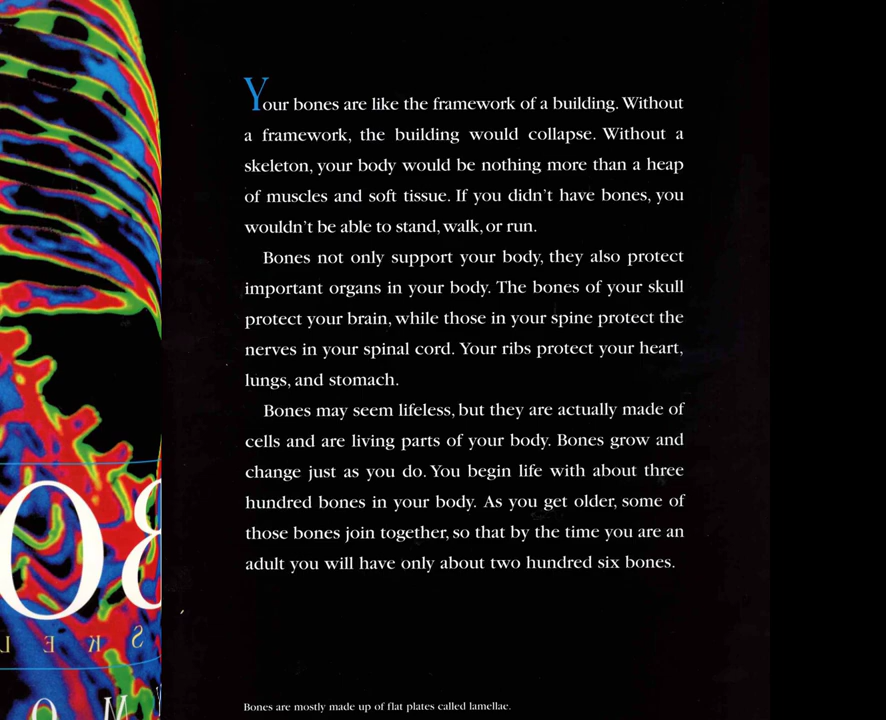 Your bones are like the framework of a building. Without
a framework, the building would collapse. Without a
skeleton, your body would be nothing more than a heap
of muscles and soft tissue. If you didn't have bones, you
wouldn't be able to stand, walk, or run.
Bones not only support your body, they also protect
important organs in your body. The bones of your skull
protect your brain, while those in your spine protect the
nerves in your spinal cord. Your ribs protect your heart,
lungs, and stomach.
Bones may seem lifeless, but they are actually made of
cells and are living parts of your body. Bones grow and
change just as you do. You begin life with about three
hundred bones in your body. As you get older, some of
those bones join together, so that by the time you are an
adult you will have only about two hundred six bones.
Bones are mostly made up of flat plates called lamellae.